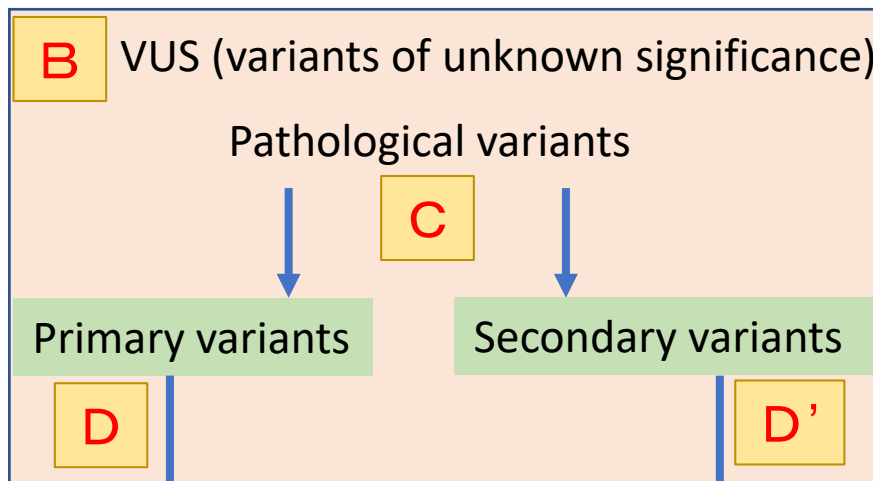 B VUS (variants of unknown significance)
Pathological variants
C
Primary variants Secondary variants
D D'